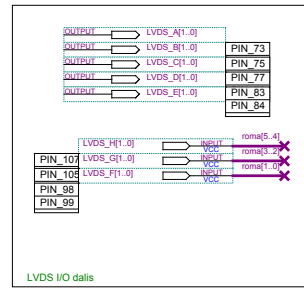 OUTPUT LVDS_A[1..0]
OUTPUT LVDS_B[1..0] PIN_73
OUTPUT LVDS_C[1..0] PIN_75
OUTPUT LVDS_D[1..0] PIN_77
OUTPUT LVDS_E[1..0] PIN_83
PIN_84
roma[5..4]
LVDS_H[1..0] INPUT
VCC roma[3..2]
PIN_107 LVDS_G[1..0] INPUT
VCC roma[1..0]
PIN_105 LVDS_F[1..0] INPUT
VCC
PIN_98
PIN_99
LVDS I/O dalis